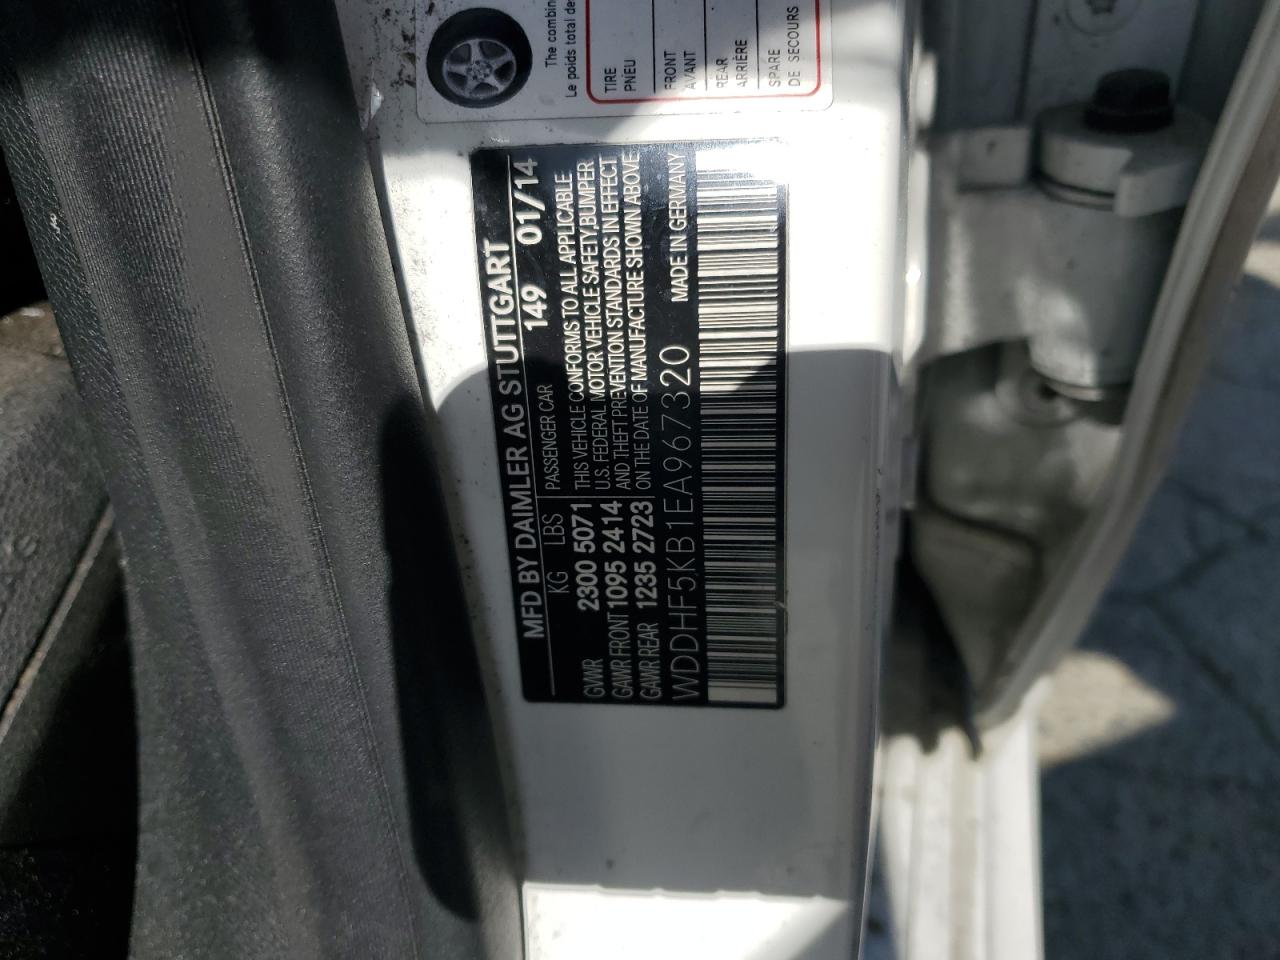 The combin
Le poids total des
TIRE
PNEU
FRONT
AVANT
REAR
ARRIÈRE
SPARE
DE SECOURS
MFD BY DAIMLER AG STUTTGART
KG LBS PASSENGER CAR 149 01/14
GVWR 2300 5071
GAWR FRONT 1095 2414
GAWR REAR 1235 2723
THIS VEHICLE CONFORMS TO ALL APPLICABLE
U.S. FEDERAL MOTOR VEHICLE SAFETY,BUMPER
AND THEFT PREVENTION STANDARDS IN EFFECT
ON THE DATE OF MANUFACTURE SHOWN ABOVE
WDDHF5KB1EA967320 MADE IN GERMANY